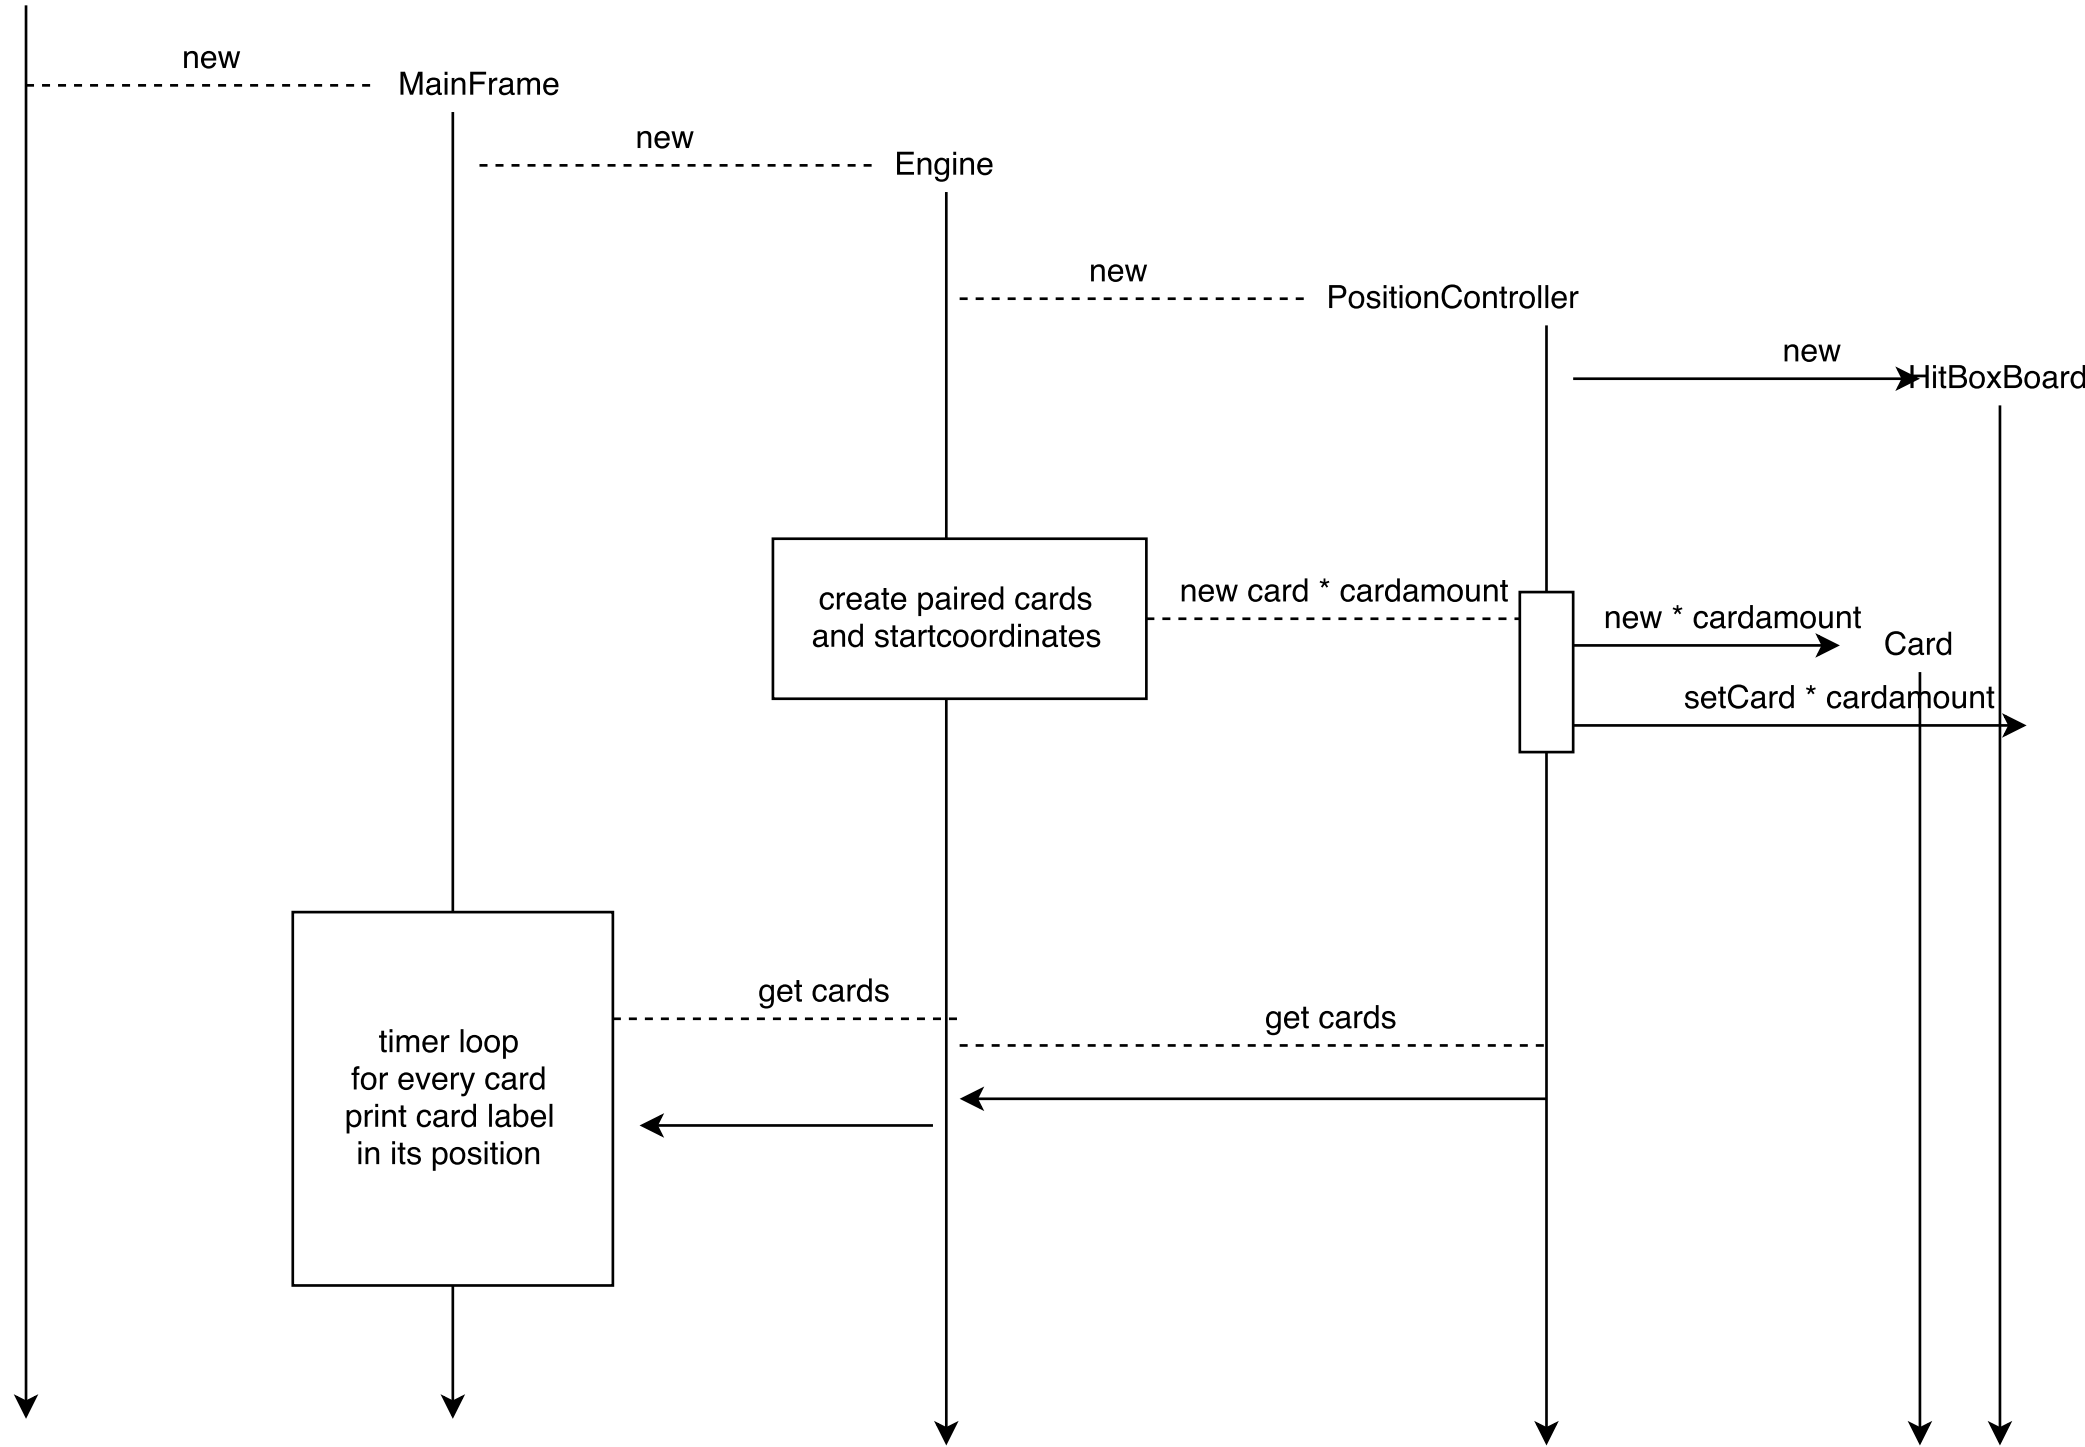 new
MainFrame
new
Engine
new
PositionController
new
HitBoxBoard
create paired cards
and startcoordinates
new card * cardamount
new * cardamount
Card
setCard * cardamount
get cards
get cards
timer loop
for every card
print card label
in its position